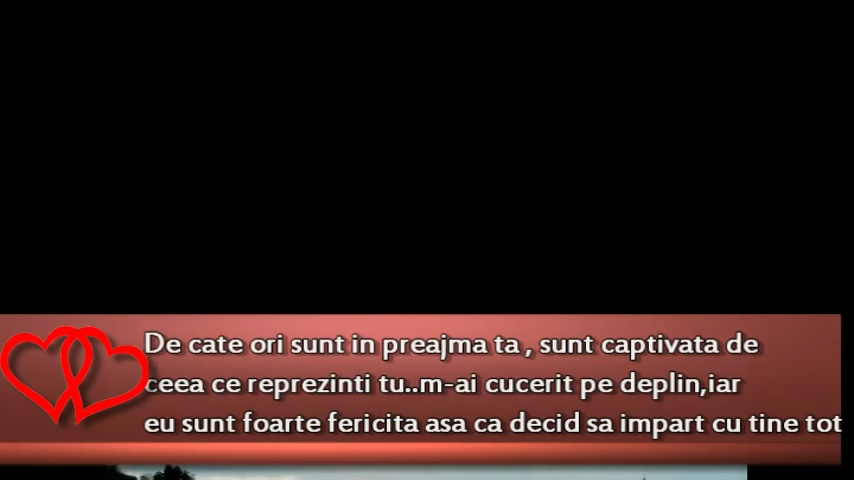 De cate ori sunt in preajma ta , sunt captivata de
ceea ce reprezinti tu..m-ai cucerit pe deplin,iar
eu sunt foarte fericita asa ca decid sa impart cu tine tot